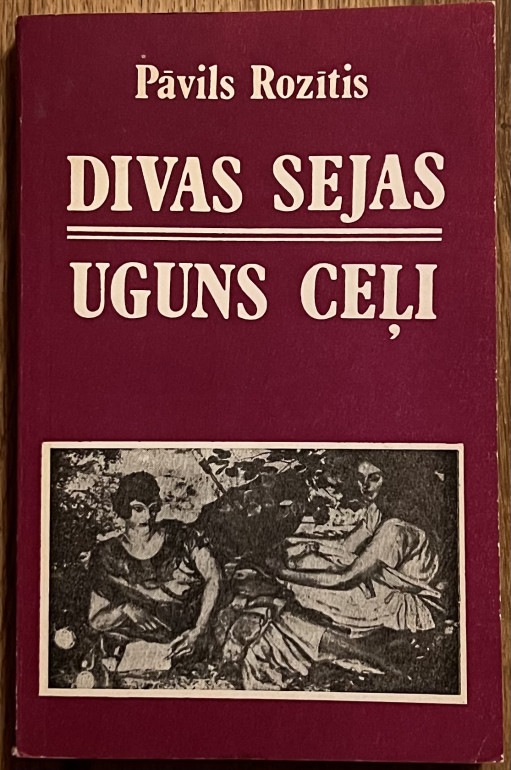 Pāvils Rozītis
DIVAS SEJAS
UGUNS CEĻI